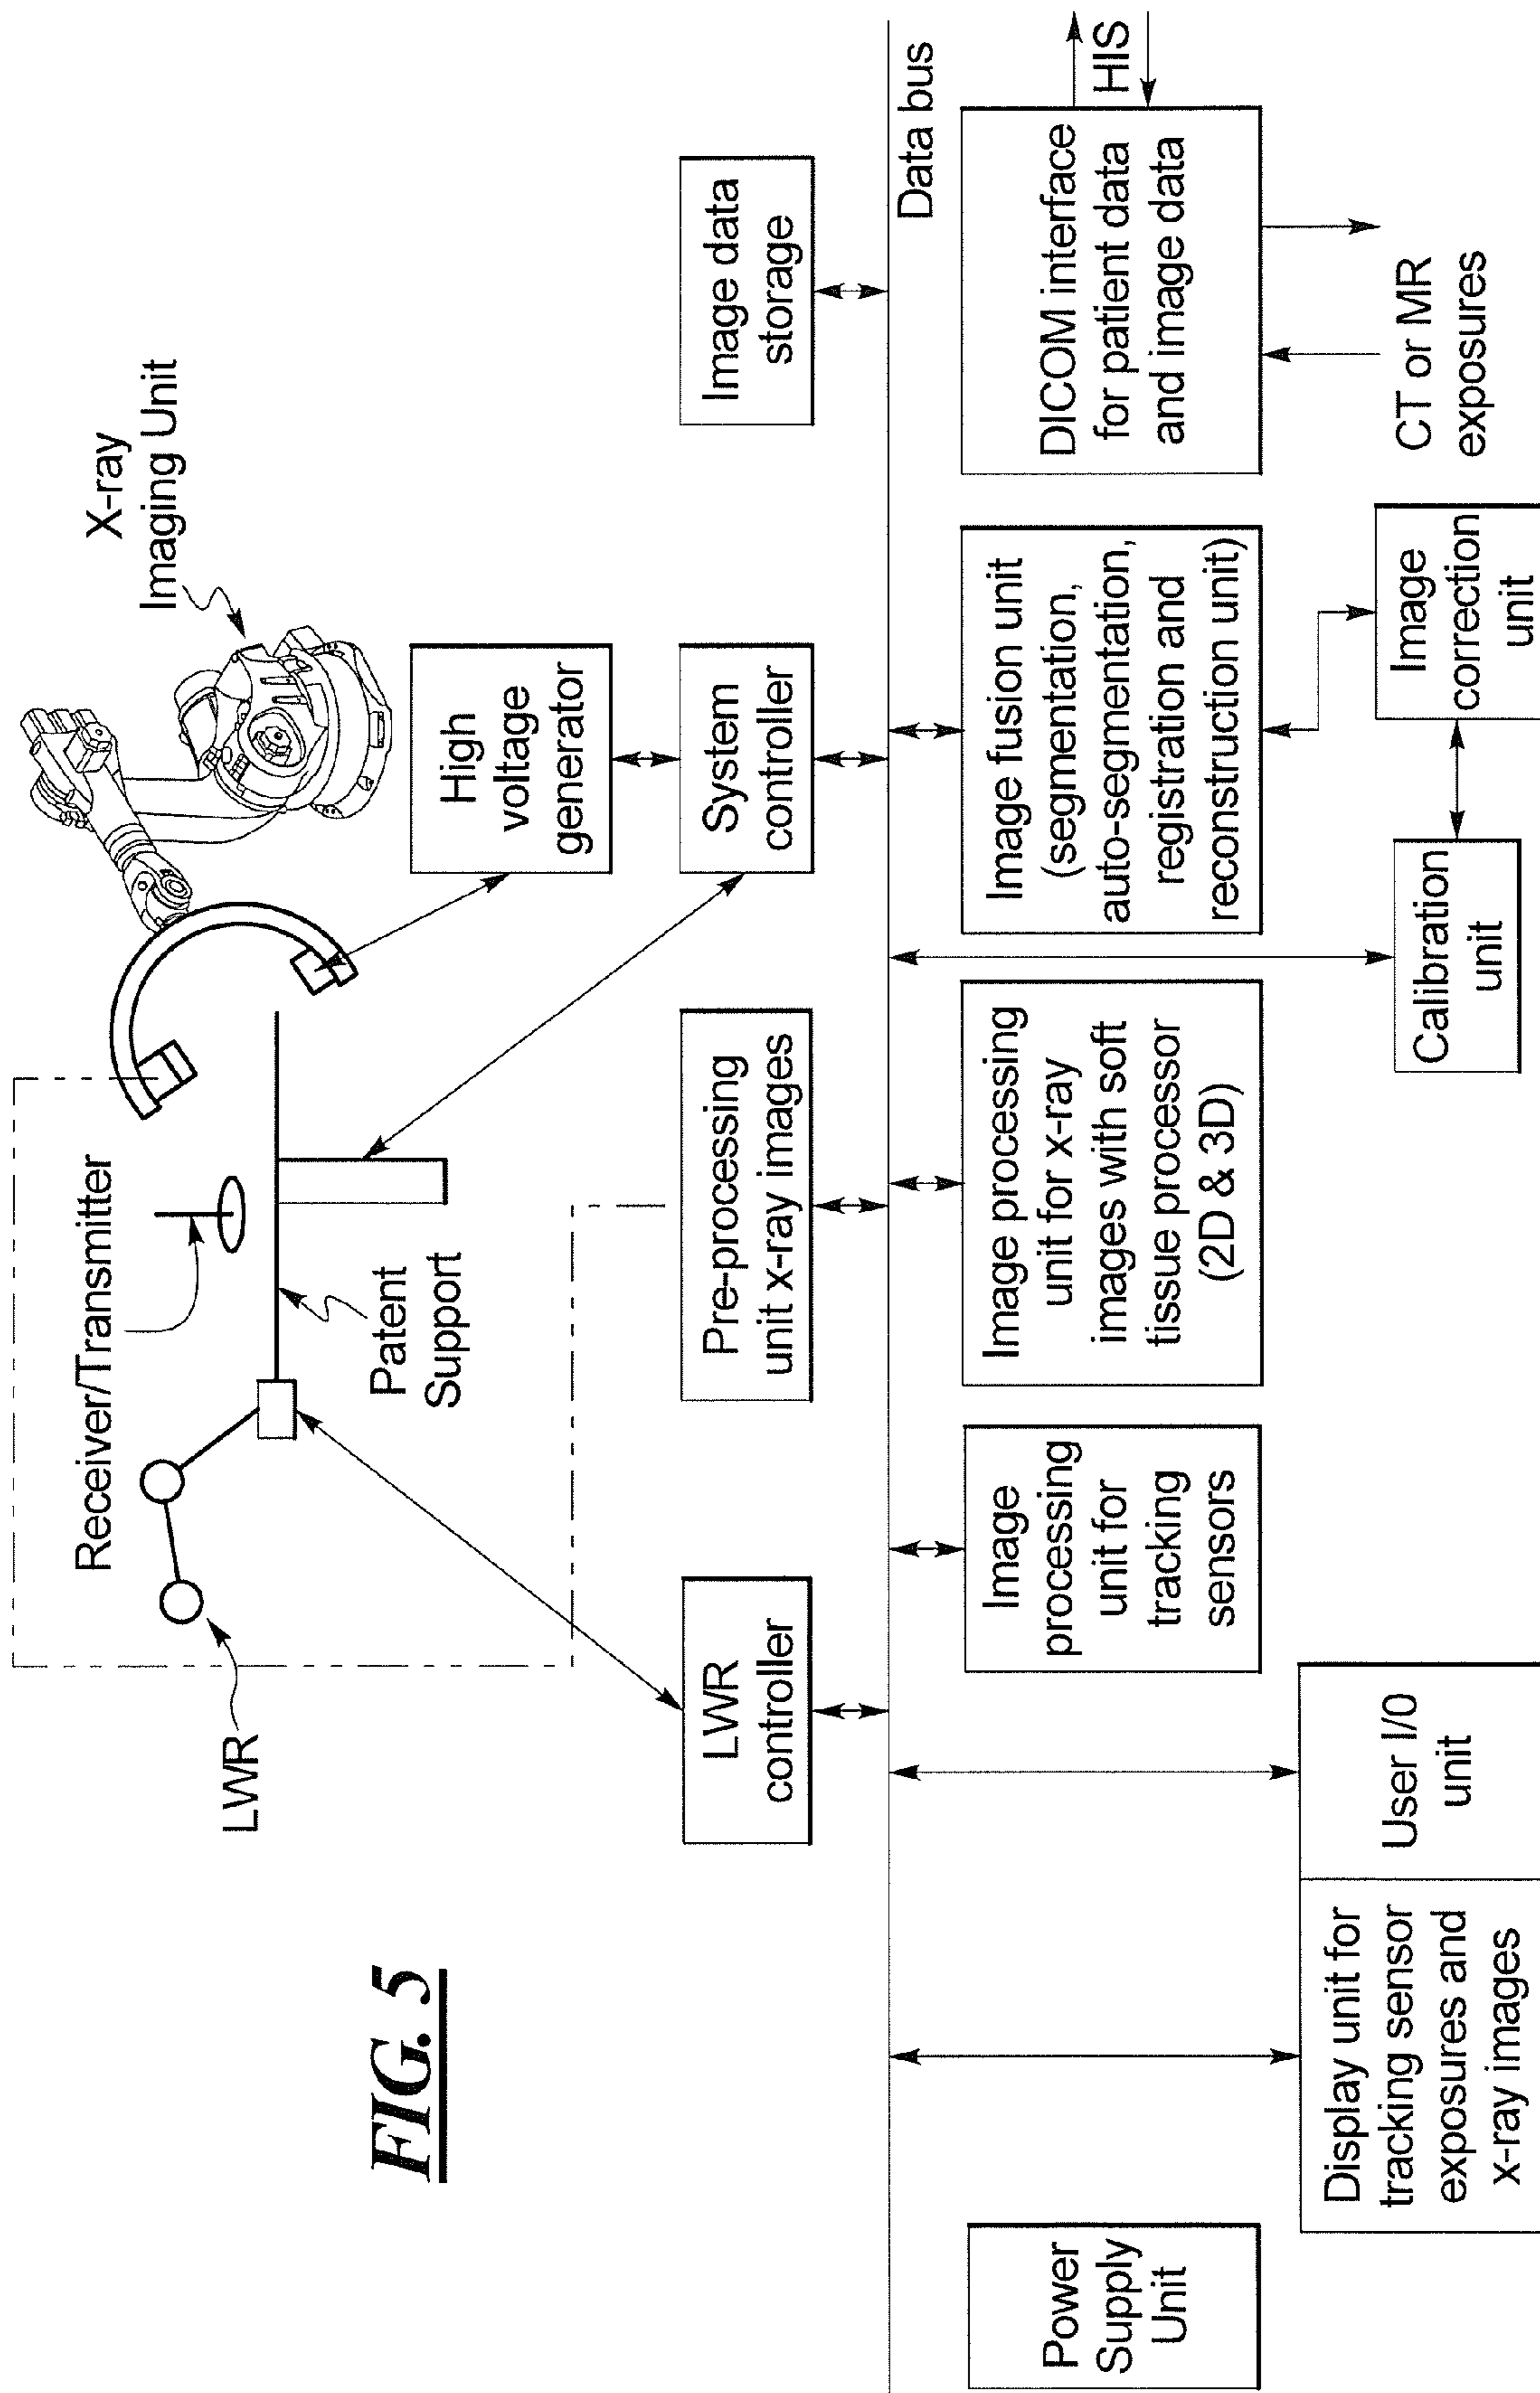 X-ray
Imaging Unit
Receiver/Transmitter
LWR
Patent
Support
FIG. 5
High
voltage
generator
LWR
controller
Pre-processing
unit x-ray images
System
controller
Image data
storage
Data bus
Power
Supply
Unit
Image
processing
unit for
tracking
sensors
Image processing
unit for x-ray
images with soft
tissue processor
(2D & 3D)
Image fusion unit
(segmentation,
auto-segmentation,
registration and
reconstruction unit)
DICOM interface
for patient data
and image data
HIS
Display unit for
tracking sensor
exposures and
x-ray images
User I/0
unit
Calibration
unit
Image
correction
unit
CT or MR
exposures